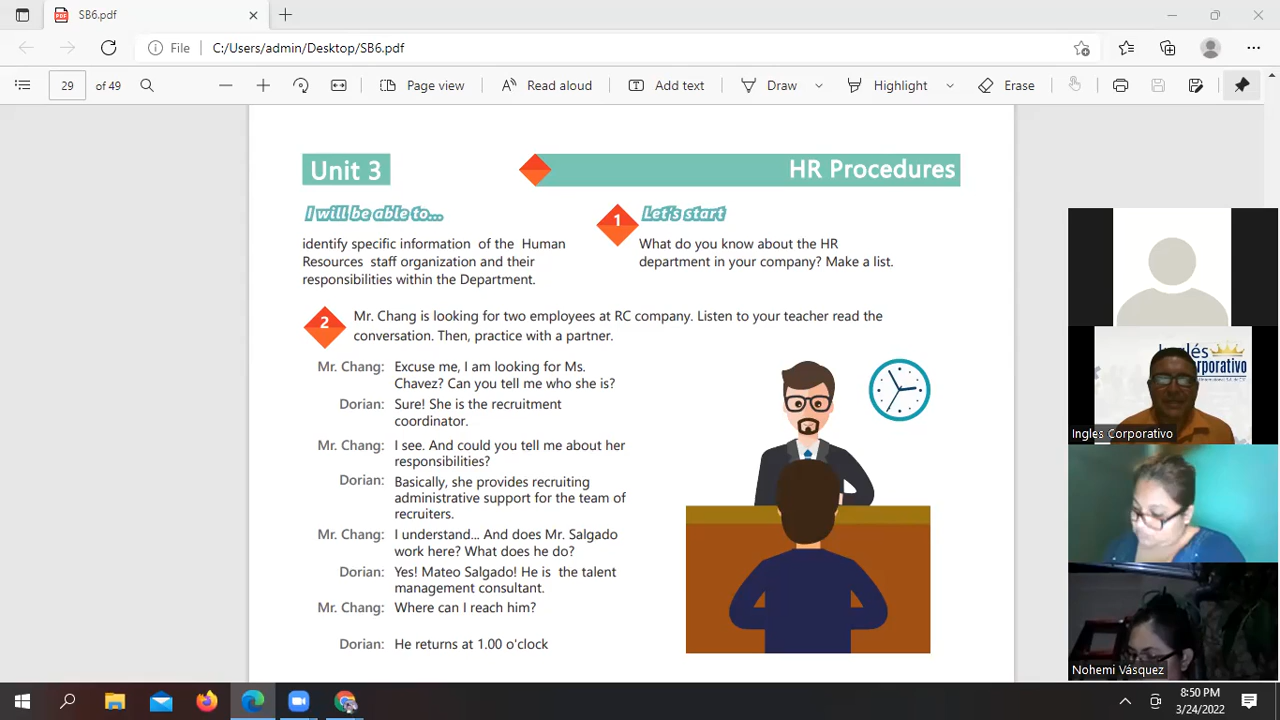 SB6.pdf
File
C:/Users/admin/Desktop/SB6.pdf
29 of 49
Page view
Read aloud
Add text
Draw
Highlight
Erase
Unit 3
HR Procedures
I will be able to...
identify specific information of the Human
Resources staff organization and their
responsibilities within the Department.
1 Let's start
What do you know about the HR
department in your company? Make a list.
2 Mr. Chang is looking for two employees at RC company. Listen to your teacher read the
conversation. Then, practice with a partner.
Mr. Chang: Excuse me, I am looking for Ms.
Chavez? Can you tell me who she is?
Dorian: Sure! She is the recruitment
coordinator.
Mr. Chang: I see. And could you tell me about her
responsibilities?
Dorian: Basically, she provides recruiting
administrative support for the team of
recruiters.
Mr. Chang: I understand... And does Mr. Salgado
work here? What does he do?
Dorian: Yes! Mateo Salgado! He is the talent
management consultant.
Mr. Chang: Where can I reach him?
Dorian: He returns at 1.00 o'clock
Inglés
Corporativo
Ingles Corporativo
Nohemi Vásquez
8:50 PM
3/24/2022